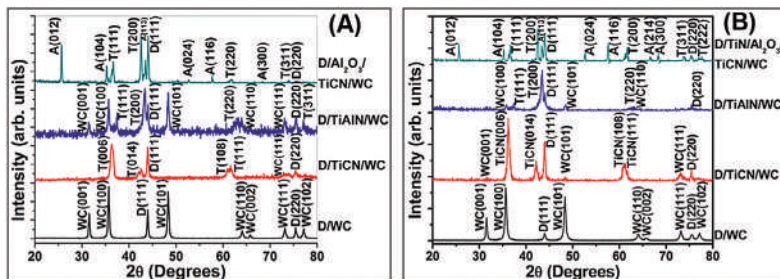 (A)
Intensity (arb. units)
A(012)
A(104)
T(111)
T(200)
A(113)
D(111)
A(024)
A(116)
T(220)
A(300)
T(311)
D(220)
D/Al₂O₃/
TiCN/WC
WC(001)
WC(100)
T(111)
T(200)
D(111)
WC(101)
T(220)
WC(110)
WC(111)
D(220)
T(311)
D/TiAlN/WC
T(006)
T(014)
D(111)
T(108)
T(111)
WC(111)
D(220)
D/TiCN/WC
WC(001)
WC(100)
D(111)
WC(101)
WC(110)
WC(002)
WC(111)
D(220)
WC(102)
D/WC
20 30 40 50 60 70 80
2θ (Degrees)
(B)
Intensity (arb. units)
A(012)
A(104)
T(111)
T(200)
A(113)
D(111)
A(024)
A(116)
T(220)
A(214)
A(300)
T(311)
D(220)
T(222)
D/TiN/Al₂O₃/
TiCN/WC
WC(100)
T(111)
T(200)
D(111)
WC(101)
T(220)
WC(110)
D(220)
D/TiAlN/WC
WC(001)
TiCN(006)
TiCN(014)
D(111)
WC(101)
TiCN(108)
TiCN(111)
WC(111)
D(220)
D/TiCN/WC
WC(001)
WC(100)
D(111)
WC(101)
WC(110)
WC(002)
WC(111)
D(220)
WC(102)
D/WC
20 30 40 50 60 70 80
2θ (Degrees)